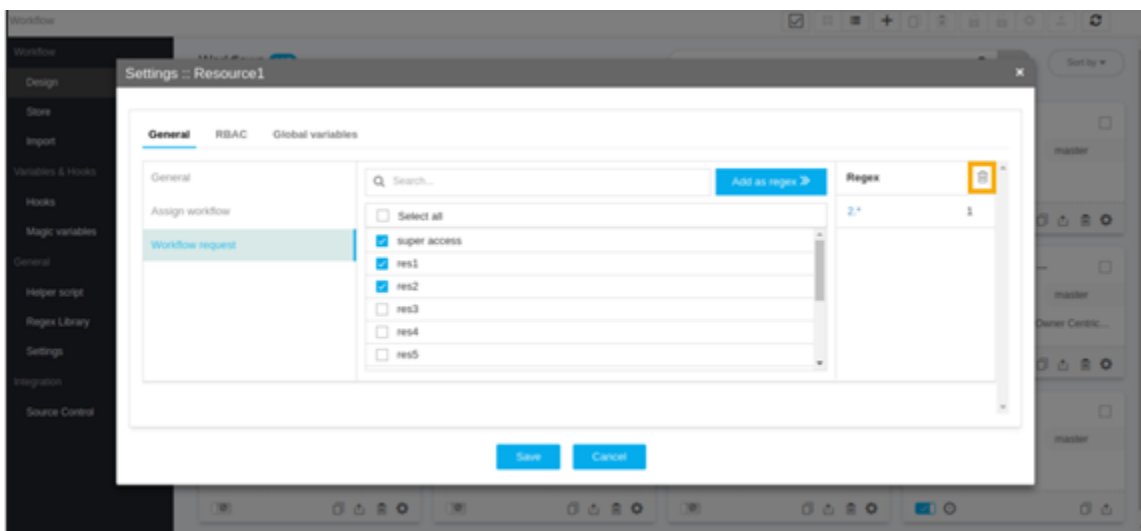 Workflow
Workflow
Design
Store
Import
Variables & Hooks
Hooks
Magic variables
General
Helper script
Regex Library
Settings
Integration
Source Control
Sort by
Settings :: Resource1
×
General RBAC Global variables
General
Assign workflow
Workflow request
Search...
Add as regex
Select all
super access
res1
res2
res3
res4
res5
Regex
2.* 1
Save Cancel
master
master
Owner Centric...
master